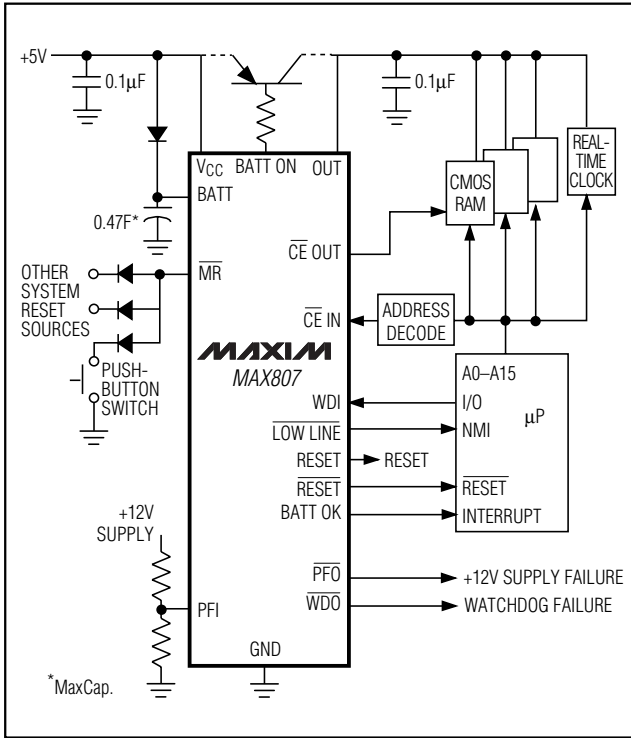 +5V
0.1µF
0.1µF
VCC
BATT ON
OUT
BATT
0.47F*
CMOS
RAM
REAL-
TIME
CLOCK
CE OUT
MR
OTHER
SYSTEM
RESET
SOURCES
CE IN
ADDRESS
DECODE
PUSH-
BUTTON
SWITCH
MAXIM
MAX807
A0–A15
I/O
µP
NMI
RESET
INTERRUPT
WDI
LOW LINE
RESET
RESET
RESET
BATT OK
+12V
SUPPLY
PFI
PFO
+12V SUPPLY FAILURE
WDO
WATCHDOG FAILURE
GND
*MaxCap.